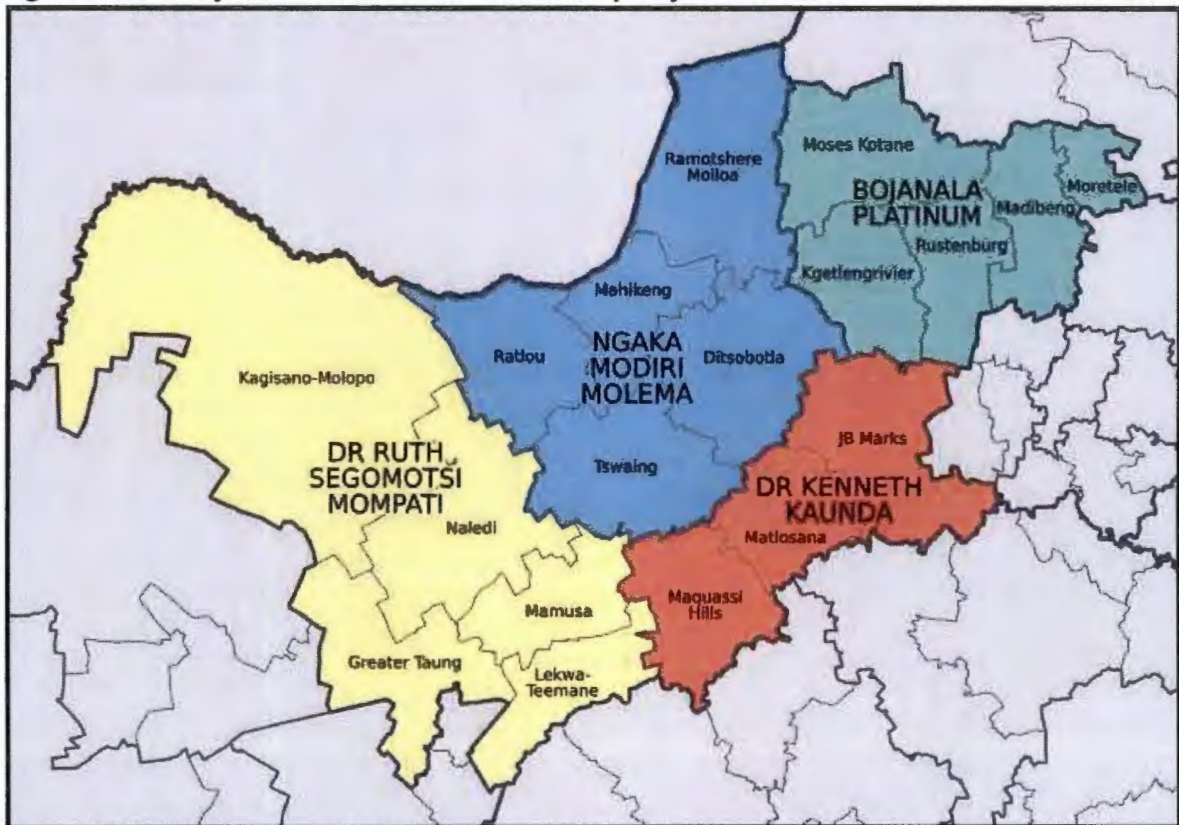 Ramotshere
Moiloa
Moses Kotane
BOJANALA
PLATINUM
Moretele
Madibeng
Rustenburg
Kgetlengrivier
Mahikeng
Ratlou
NGAKA
MODIRI
MOLEMA
Ditsobotla
Tswaing
Kagisano-Molopo
DR RUTH
SEGOMOTSI
MOMPATI
Naledi
Mamusa
Greater Taung
Lekwa-
Teemane
JB Marks
DR KENNETH
KAUNDA
Matlosana
Maquassi
Hills